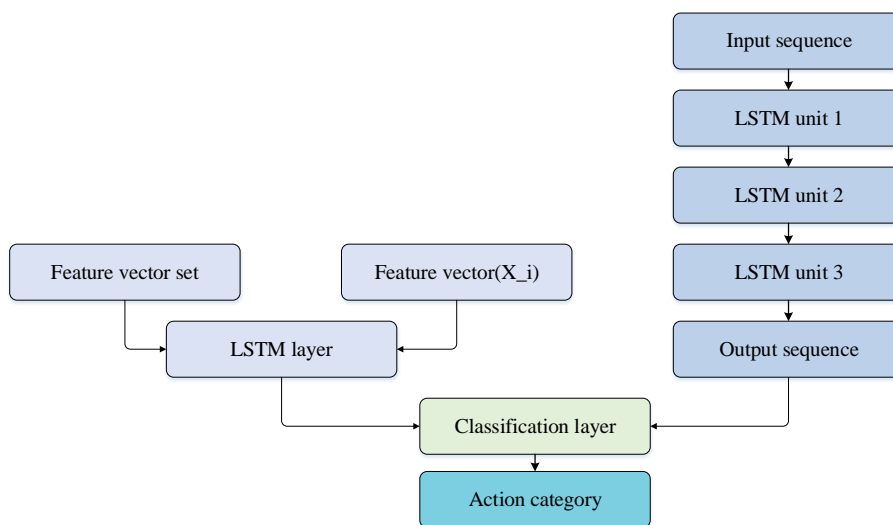 Input sequence
LSTM unit 1
LSTM unit 2
Feature vector set
Feature vector(X_i)
LSTM unit 3
LSTM layer
Output sequence
Classification layer
Action category